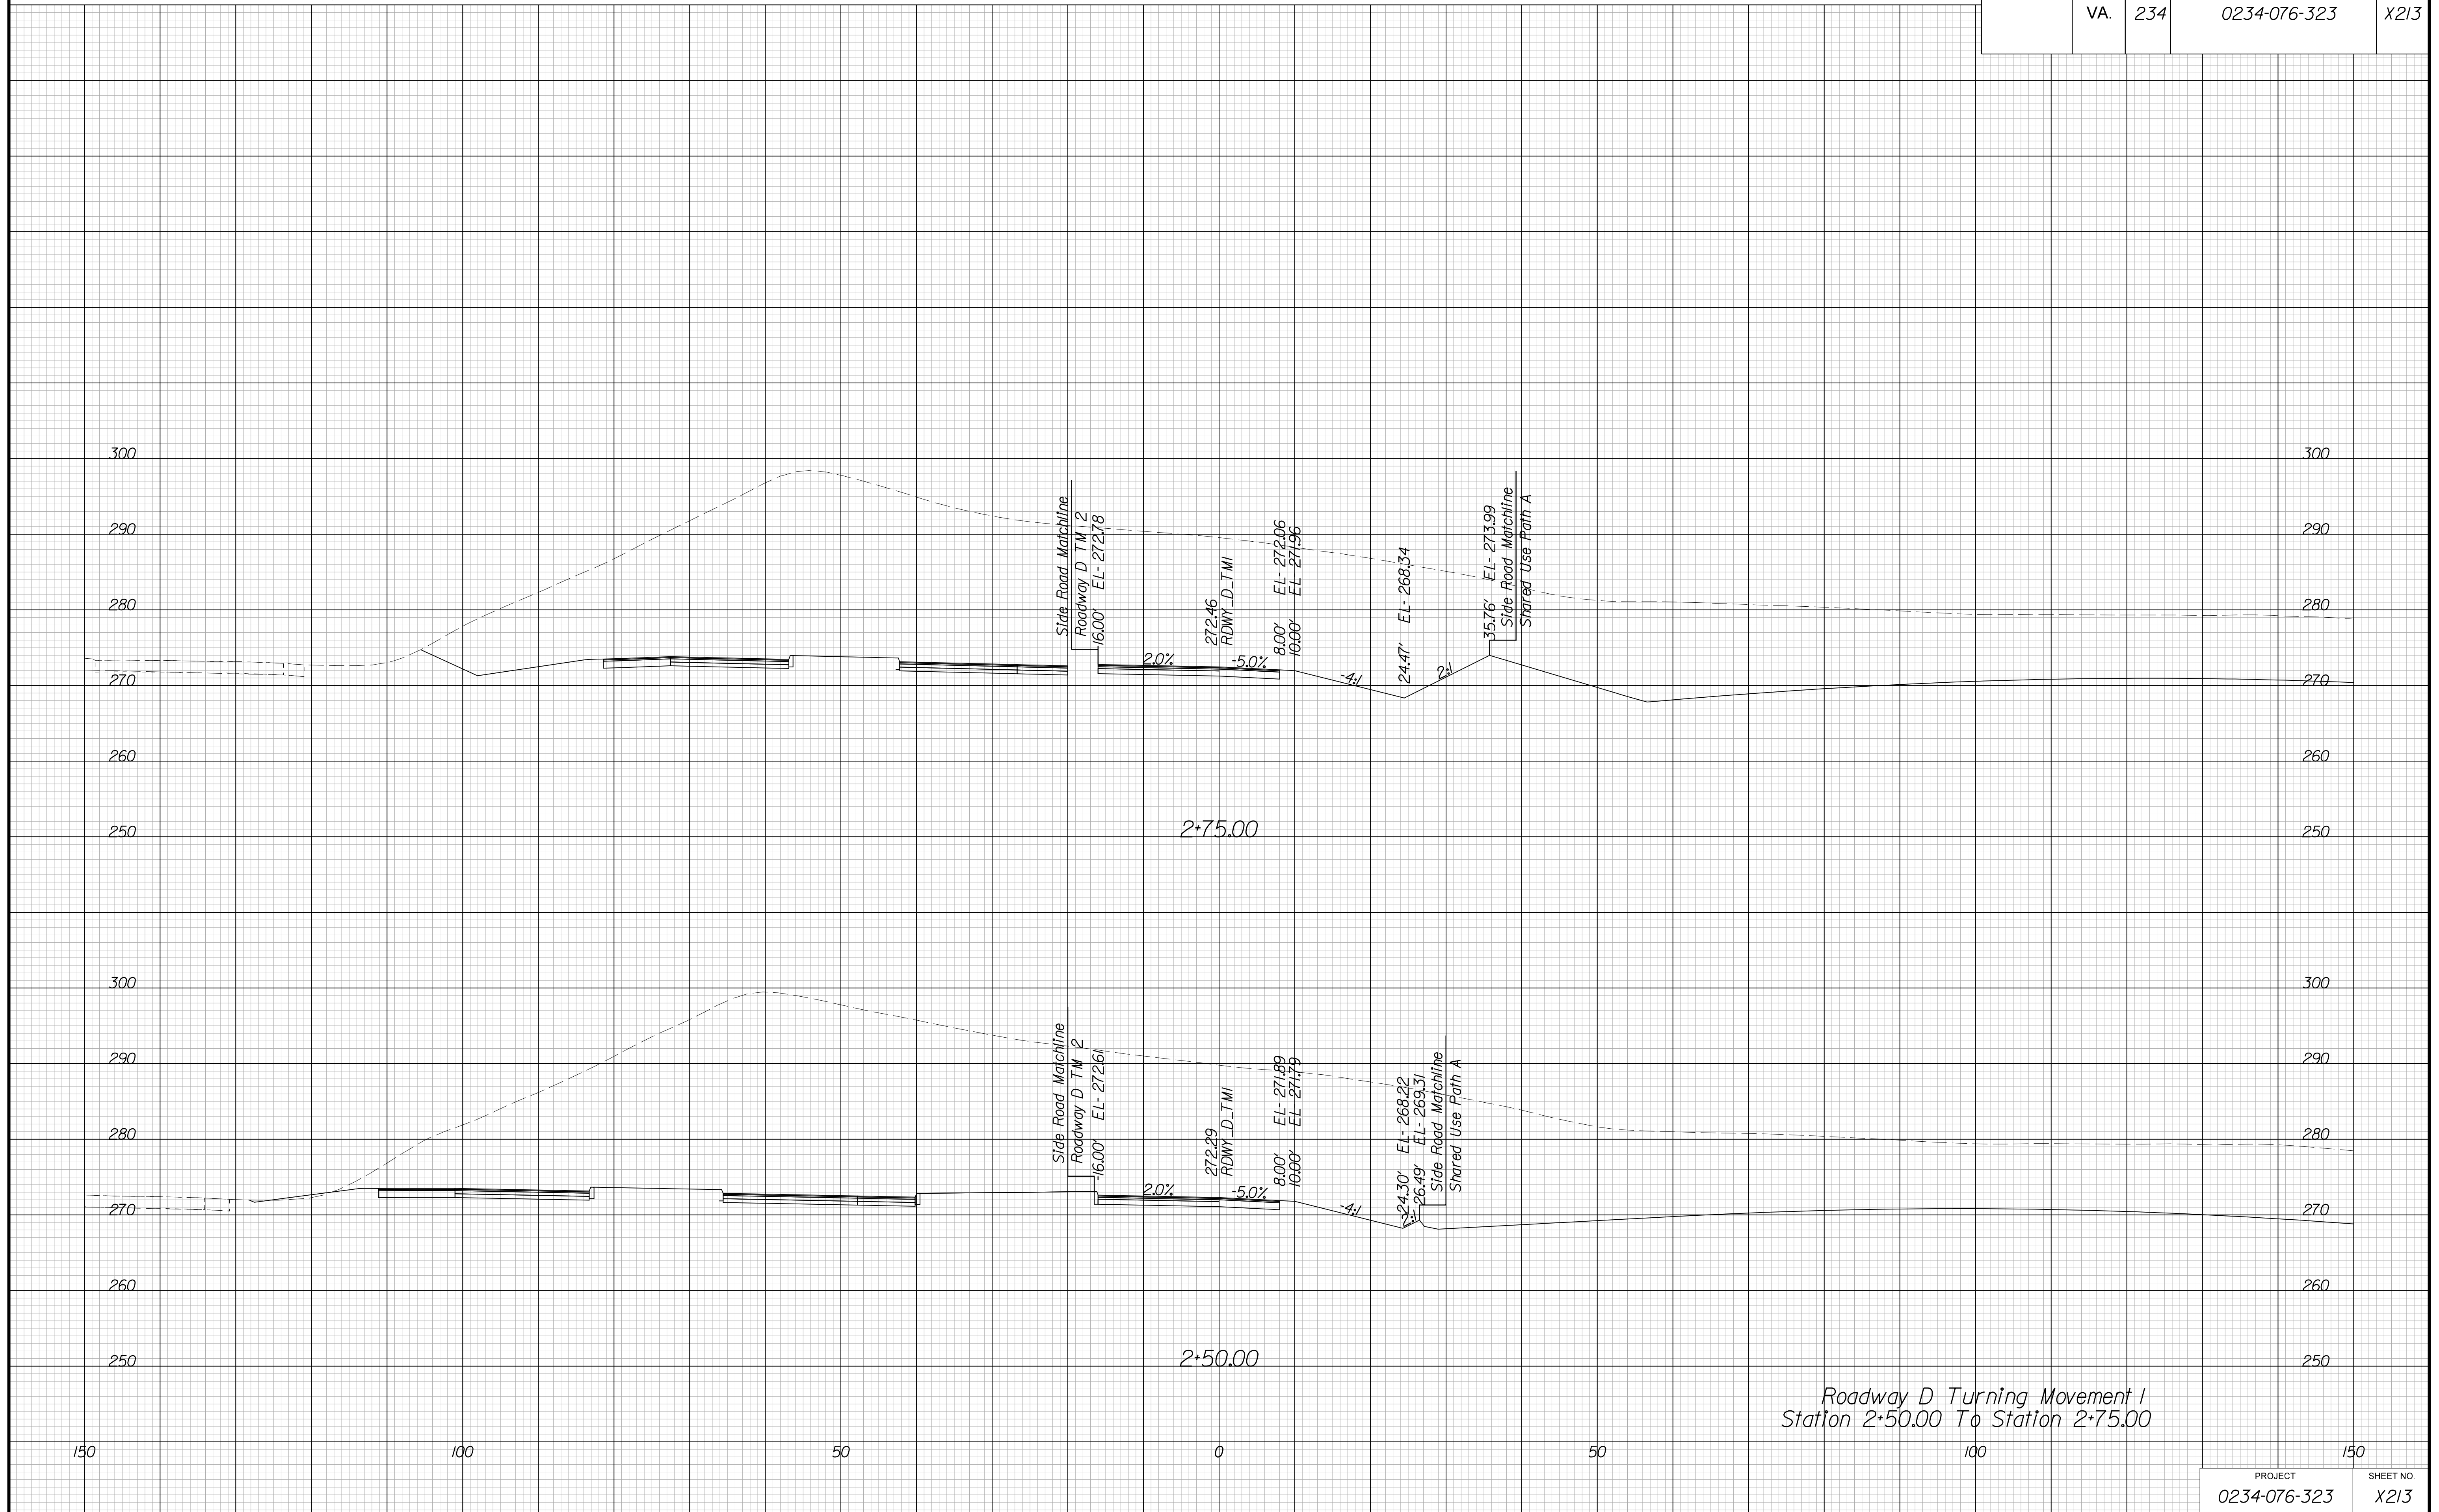 VA. 234 0234-076-323 X213
300 300
290 290
280 280
270 270
260 260
250 250
Side Road Matchline
Roadway D TM 2
-16.00' EL- 272.78
272.46
RDWY_D_TM1
8.00' EL- 272.06
10.00' EL- 271.96
24.47' EL- 268.34
35.76' EL- 273.99
Side Road Matchline
Shared Use Path A
2.0% -5.0% -4:1 2:1
2+75.00
300 300
290 290
280 280
270 270
260 260
250 250
Side Road Matchline
Roadway D TM 2
-16.00' EL- 272.61
272.29
RDWY_D_TM1
8.00' EL- 271.89
10.00' EL- 271.79
24.30' EL- 268.22
26.49' EL- 269.31
Side Road Matchline
Shared Use Path A
2.0% -5.0% -4:1 2:1
2+50.00
Roadway D Turning Movement 1
Station 2+50.00 To Station 2+75.00
150 100 50 0 50 100 150
PROJECT SHEET NO.
0234-076-323 X213